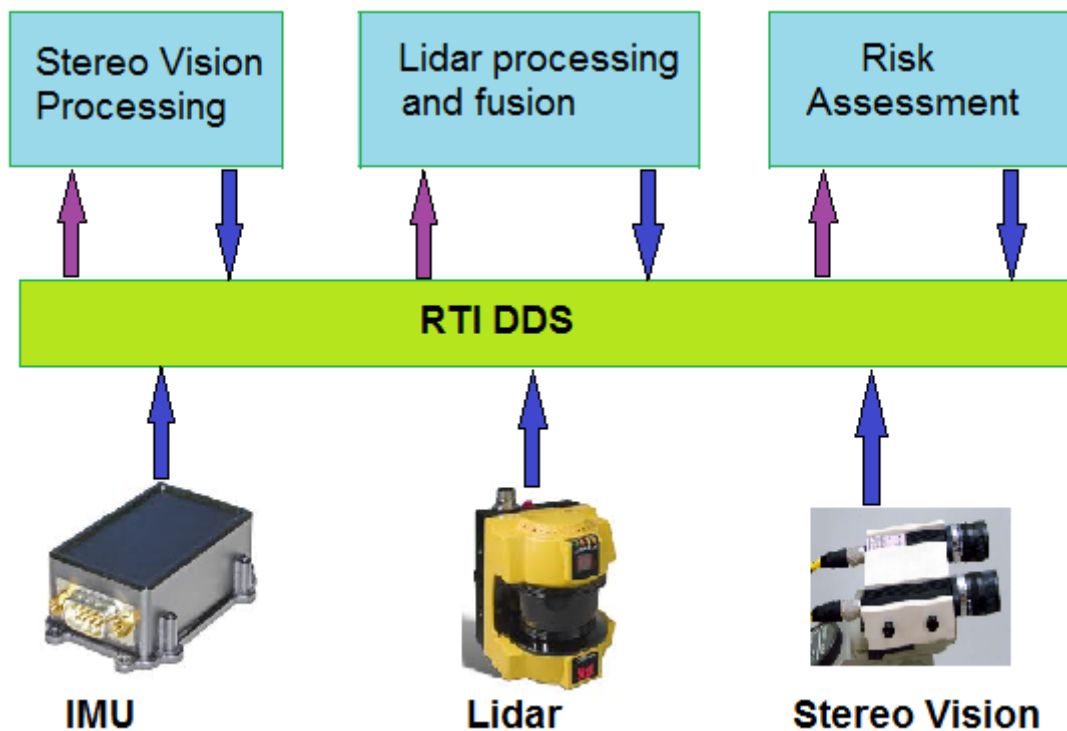 Stereo Vision
Processing
Lidar processing
and fusion
Risk
Assessment
RTI DDS
IMU
Lidar
Stereo Vision